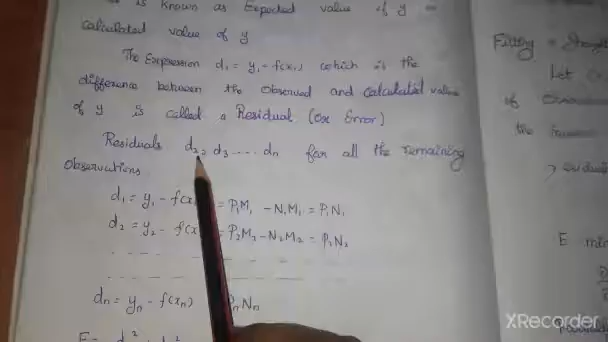 is known as Expected value of y =
calculated value of y
The Expression d₁ = y₁ - f(x₁), which is the
difference between the observed and calculated value
of y is called a Residual (or Error)
Residuals d₂, d₃ .... dn for all the remaining
Observations
d₁ = y₁ - f(x = P₁M₁ - N₁M₁ = P₁N₁
d₂ = y₂ - f(x = P₂M₂ - N₂M₂ = P₂N₂
dn = yn - f(xn) Nn
Fitting
Let
of
the
E
XRecorder